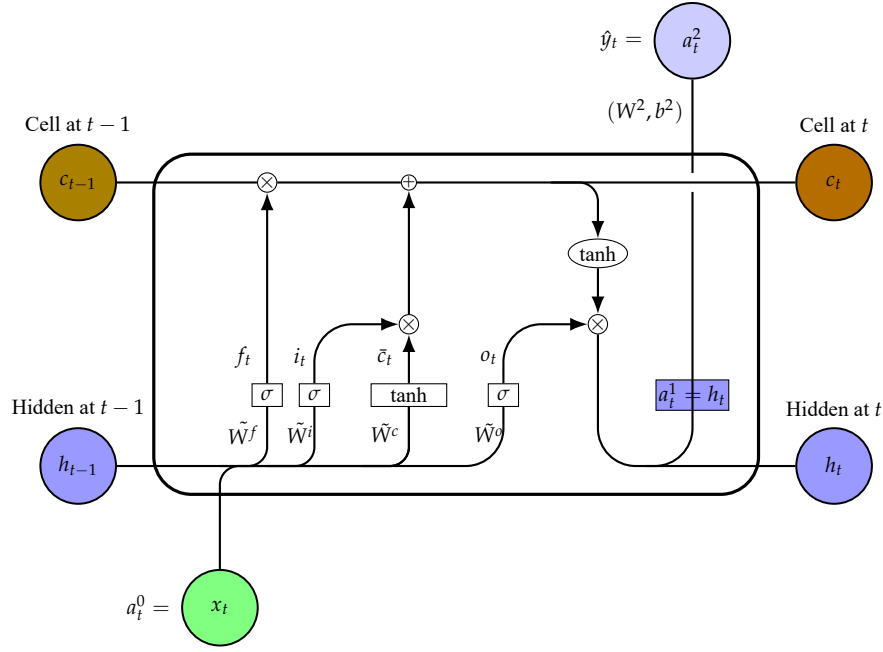 ŷ_t = a_t^2
(W^2, b^2)
Cell at t − 1
Cell at t
c_{t−1}
×
+
c_t
tanh
×
×
f_t
i_t
c̄_t
o_t
σ
σ
tanh
σ
a_t^1 = h_t
Hidden at t − 1
Hidden at t
W̃^f
W̃^i
W̃^c
W̃^o
h_{t−1}
h_t
a_t^0 = x_t